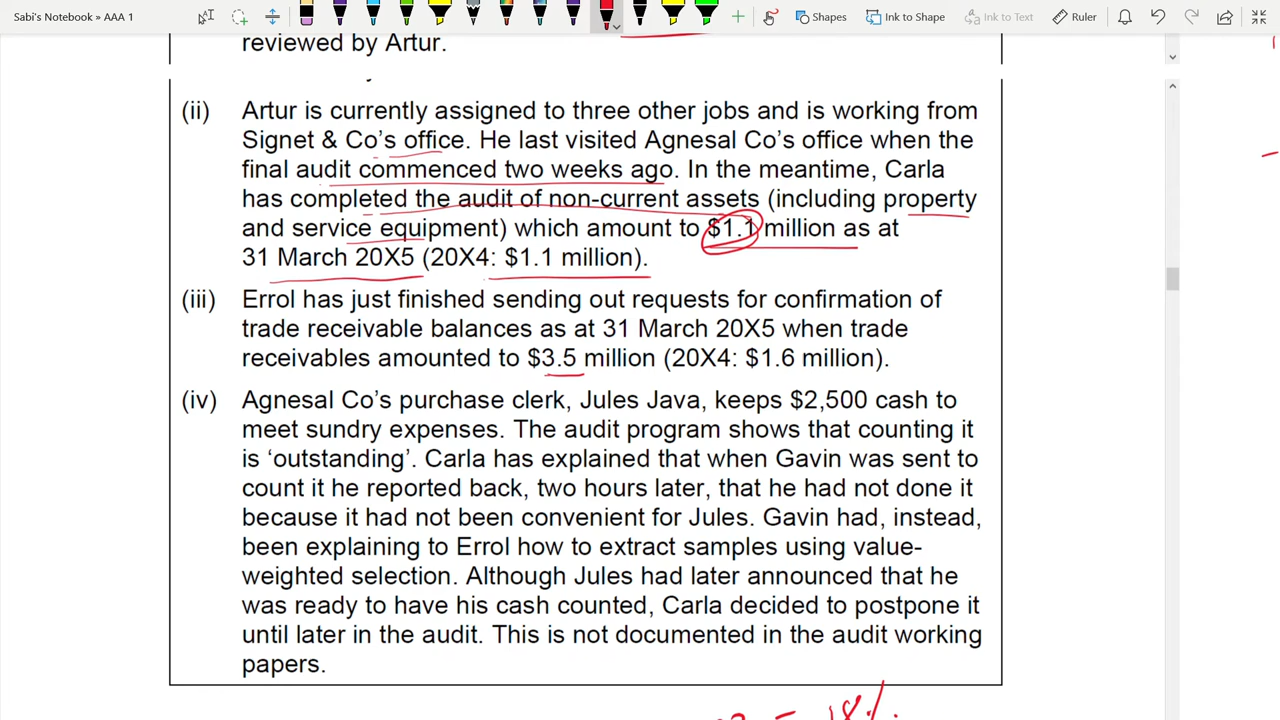 Sabi's Notebook » AAA 1
Shapes
Ink to Shape
Ink to Text
Ruler
reviewed by Artur.
(ii) Artur is currently assigned to three other jobs and is working from
Signet & Co's office. He last visited Agnesal Co's office when the
final audit commenced two weeks ago. In the meantime, Carla
has completed the audit of non-current assets (including property
and service equipment) which amount to $1.1 million as at
31 March 20X5 (20X4: $1.1 million).
(iii) Errol has just finished sending out requests for confirmation of
trade receivable balances as at 31 March 20X5 when trade
receivables amounted to $3.5 million (20X4: $1.6 million).
(iv) Agnesal Co's purchase clerk, Jules Java, keeps $2,500 cash to
meet sundry expenses. The audit program shows that counting it
is 'outstanding'. Carla has explained that when Gavin was sent to
count it he reported back, two hours later, that he had not done it
because it had not been convenient for Jules. Gavin had, instead,
been explaining to Errol how to extract samples using value-
weighted selection. Although Jules had later announced that he
was ready to have his cash counted, Carla decided to postpone it
until later in the audit. This is not documented in the audit working
papers.